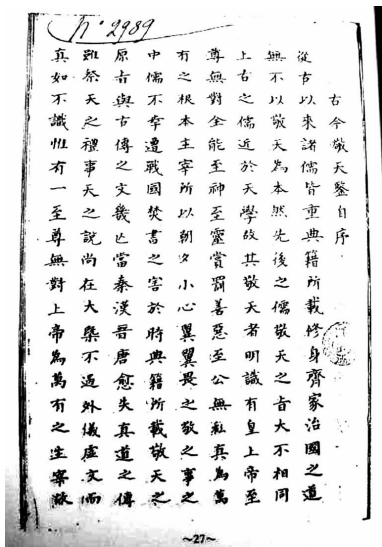 n° 2989
古今敬天鑒自序
從古以來諸儒皆重典籍所載修身齊家治國之道
無不以敬天為本然先後之儒敬天之旨大不相同
上古之儒近於天學故其敬天者明識有皇上帝至
尊無對全能至神至靈賞罰善惡至公無私真為萬
有之根本主宰所以朝夕小心翼翼畏之敬之事之
中儒不幸遭戰國焚書之害於時典籍所載敬天之
原旨與古傳之文幾亡當秦漢晉唐愈失真道之傳
雖祭天之禮事天之說尚在大槩不過外儀虛文而
真如不識惟有一至尊無對上帝為萬有之主宰故
~27~